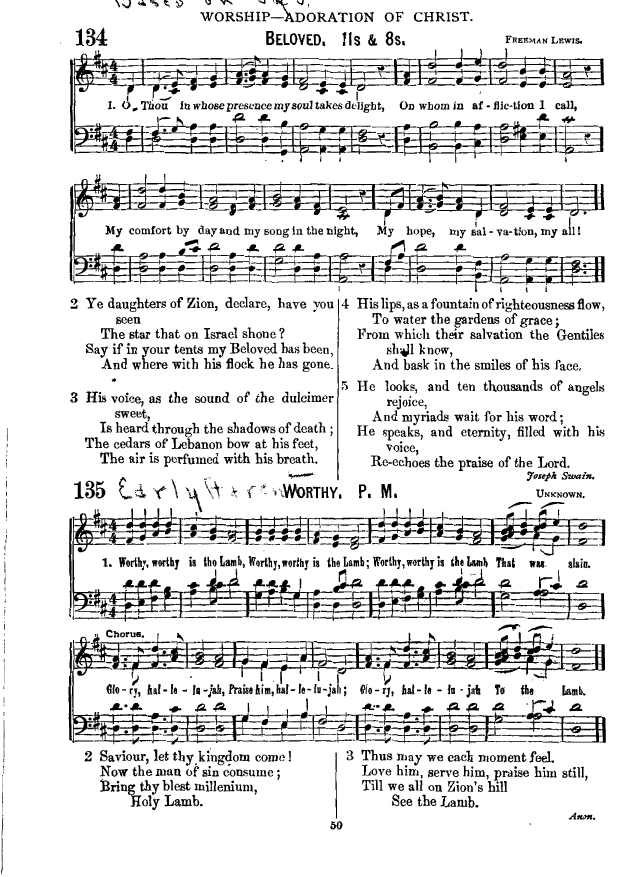 WORSHIP—ADORATION OF CHRIST.
134 BELOVED. 11s & 8s. FREEMAN LEWIS.
1. O Thou in whose presence my soul takes delight, On whom in af-flic-tion I call,
My comfort by day and my song in the night, My hope, my sal-va-tion, my all!
2 Ye daughters of Zion, declare, have you
seen
The star that on Israel shone?
Say if in your tents my Beloved has been,
And where with his flock he has gone.
3 His voice, as the sound of the dulcimer
sweet,
Is heard through the shadows of death;
The cedars of Lebanon bow at his feet,
The air is perfumed with his breath.
4 His lips, as a fountain of righteousness flow,
To water the gardens of grace;
From which their salvation the Gentiles
shall know,
And bask in the smiles of his face.
5 He looks, and ten thousands of angels
rejoice,
And myriads wait for his word;
He speaks, and eternity, filled with his
voice,
Re-echoes the praise of the Lord.
Joseph Swain.
135 Early WORTHY. P. M. UNKNOWN.
1. Worthy, worthy is the Lamb, Worthy, worthy is the Lamb; Worthy, worthy is the Lamb That was slain.
Chorus.
Glo-ry, hal-le-lu-jah, Praise him, hal-le-lu-jah; Glo-ry, hal-le-lu-jah To the Lamb.
2 Saviour, let thy kingdom come!
Now the man of sin consume;
Bring thy blest millenium,
Holy Lamb.
3 Thus may we each moment feel.
Love him, serve him, praise him still,
Till we all on Zion's hill
See the Lamb.
Anon.
50